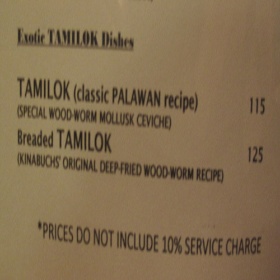 Exotic TAMILOK Dishes
TAMILOK (classic PALAWAN recipe) 115
(SPECIAL WOOD-WORM MOLLUSK CEVICHE)
Breaded TAMILOK 125
(KINABUCHS' ORIGINAL DEEP-FRIED WOOD-WORM RECIPE)
*PRICES DO NOT INCLUDE 10% SERVICE CHARGE